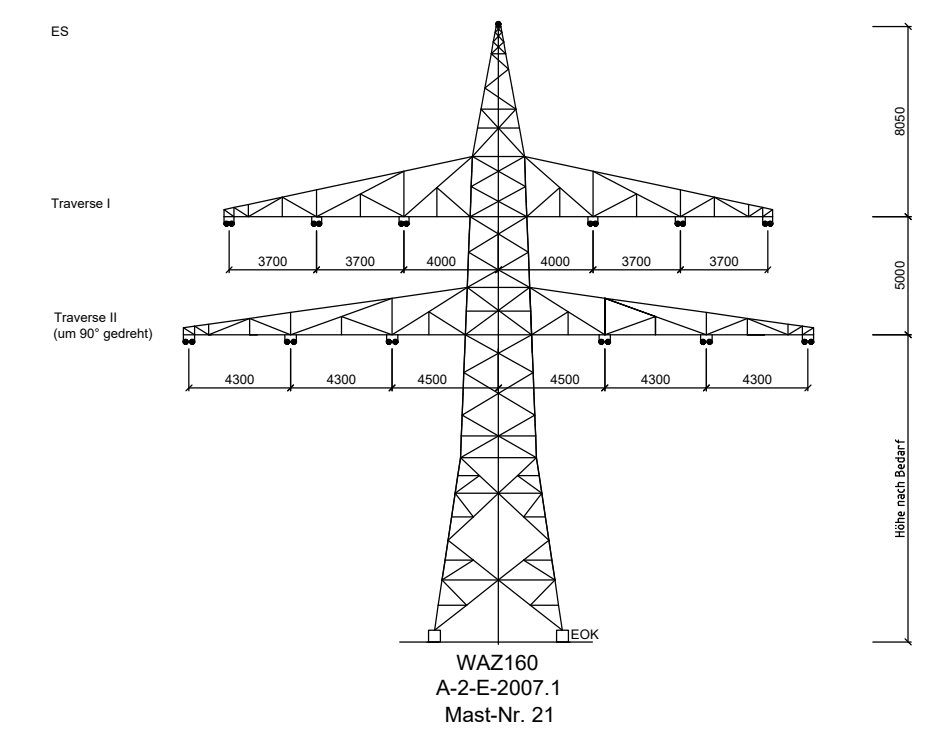 ES
8050
Traverse I
3700 3700 4000 4000 3700 3700
5000
Traverse II
(um 90° gedreht)
4300 4300 4500 4500 4300 4300
Höhe nach Bedarf
EOK
WAZ160
A-2-E-2007.1
Mast-Nr. 21